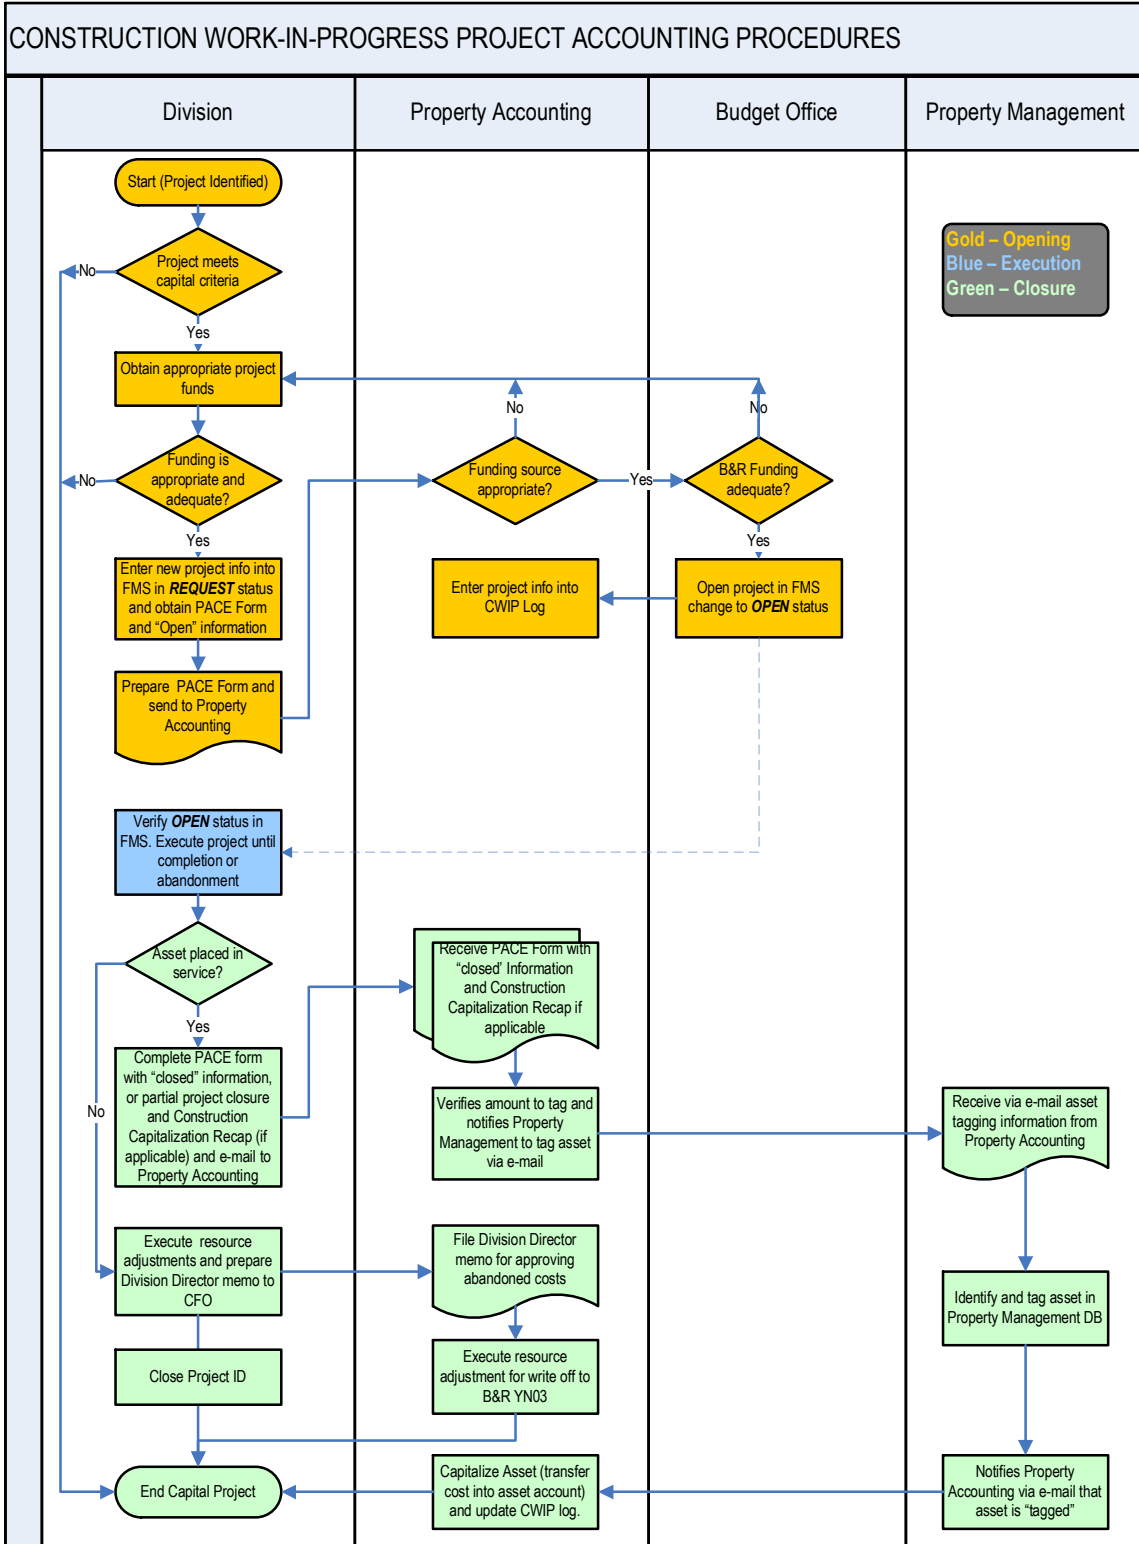 CONSTRUCTION WORK-IN-PROGRESS PROJECT ACCOUNTING PROCEDURES
Division
Property Accounting
Budget Office
Property Management
Start (Project Identified)
Gold – Opening
Blue – Execution
Green – Closure
Project meets
capital criteria
No
Yes
Obtain appropriate project
funds
No
No
Funding is
appropriate and
adequate?
No
Funding source
appropriate?
Yes
B&R Funding
adequate?
Yes
Yes
Enter new project info into
FMS in REQUEST status
and obtain PACE Form
and “Open” information
Enter project info into
CWIP Log
Open project in FMS
change to OPEN status
Prepare PACE Form and
send to Property
Accounting
Verify OPEN status in
FMS. Execute project until
completion or
abandonment
Asset placed in
service?
Yes
No
Receive PACE Form with
“closed’ Information
and Construction
Capitalization Recap if
applicable
Complete PACE form
with “closed” information,
or partial project closure
and Construction
Capitalization Recap (if
applicable) and e-mail to
Property Accounting
Verifies amount to tag and
notifies Property
Management to tag asset
via e-mail
Receive via e-mail asset
tagging information from
Property Accounting
Execute resource
adjustments and prepare
Division Director memo to
CFO
File Division Director
memo for approving
abandoned costs
Identify and tag asset in
Property Management DB
Close Project ID
Execute resource
adjustment for write off to
B&R YN03
End Capital Project
Capitalize Asset (transfer
cost into asset account)
and update CWIP log.
Notifies Property
Accounting via e-mail that
asset is “tagged”